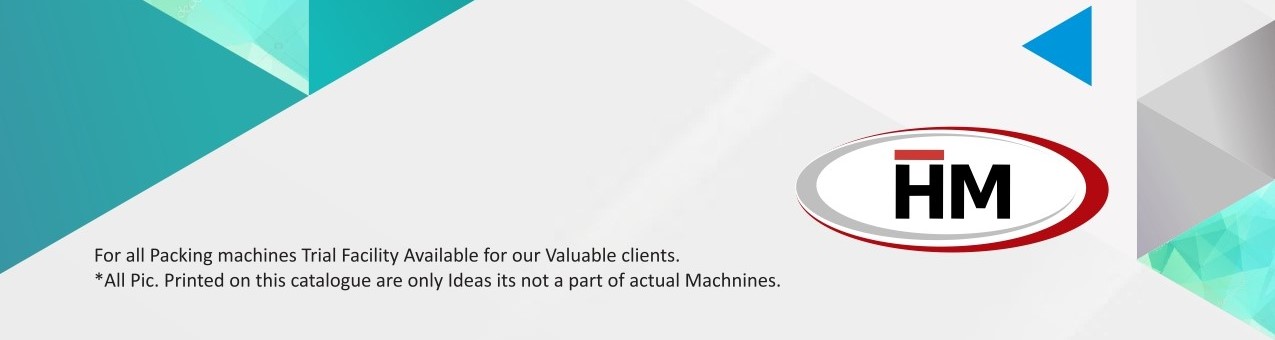 HM
For all Packing machines Trial Facility Available for our Valuable clients.
*All Pic. Printed on this catalogue are only Ideas its not a part of actual Machnines.